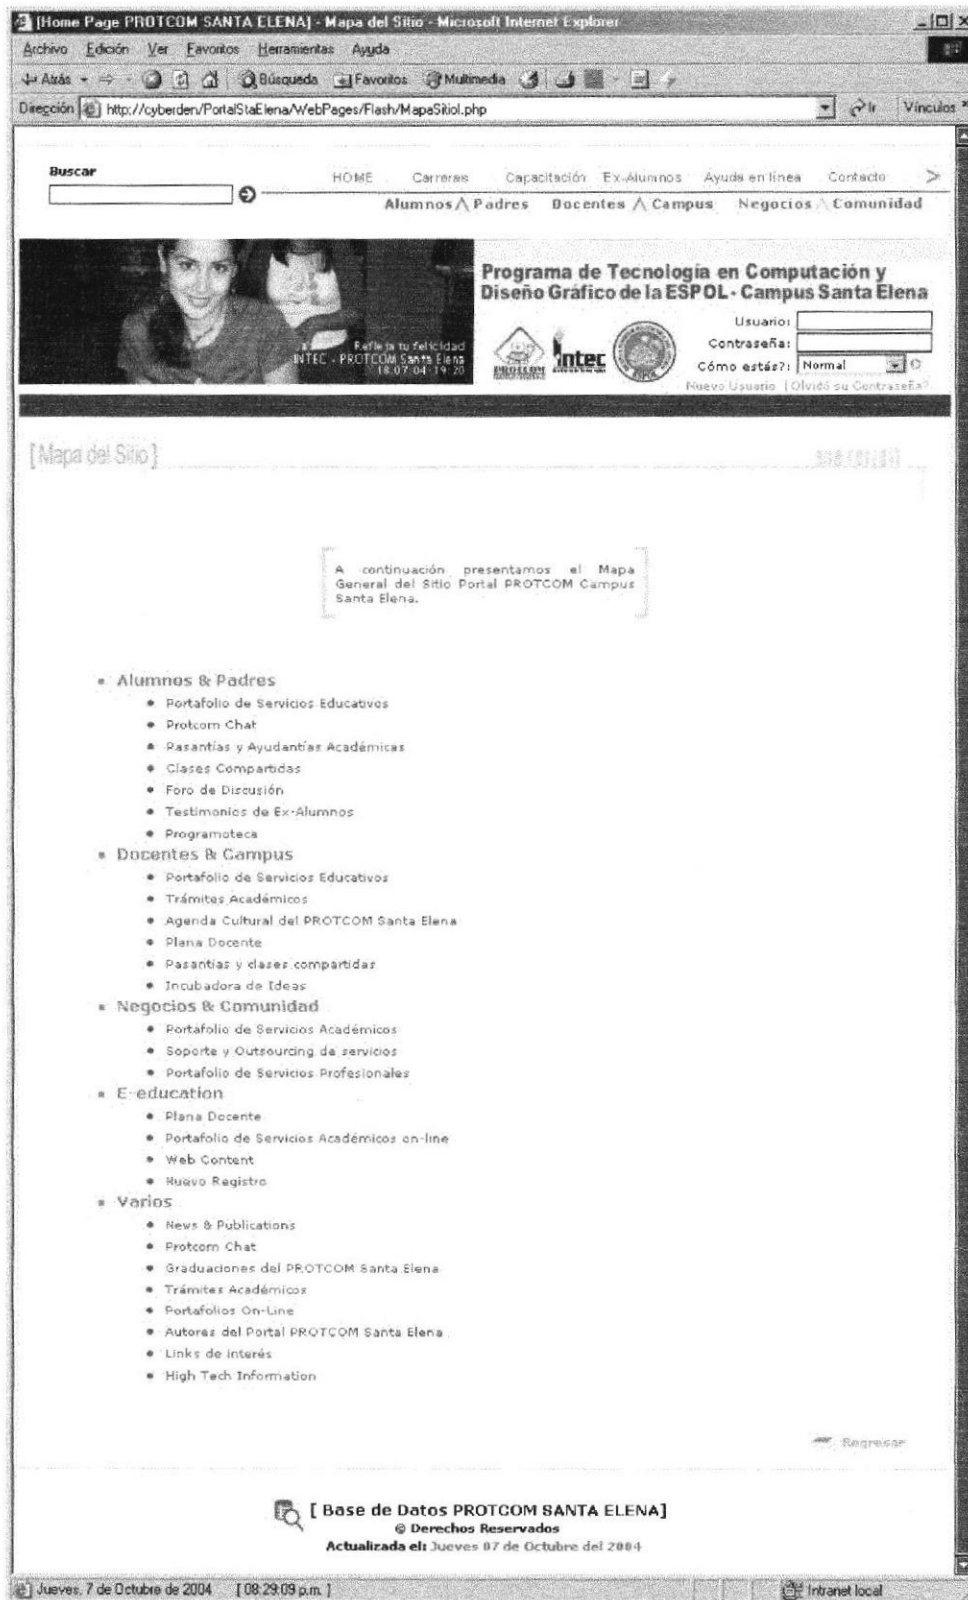 [Home Page PROTCOM SANTA ELENA] - Mapa del Sitio - Microsoft Internet Explorer
Archivo Edición Ver Favoritos Herramientas Ayuda
Atrás Búsqueda Favoritos Multimedia
Dirección http://cyberden/PortalStaElena/WebPages/Flash/MapaSitioI.php Ir Vínculos
Buscar
HOME Carreras Capacitación Ex-Alumnos Ayuda en línea Contacto >
Alumnos Padres Docentes Campus Negocios Comunidad
Programa de Tecnología en Computación y
Diseño Gráfico de la ESPOL - Campus Santa Elena
Refleja tu felicidad
INTEC - PROTCOM Santa Elena
18.07.04-19:20
PROTCOM intec ESPOL
Usuario:
Contraseña:
Cómo estás?: Normal
Nuevo Usuario | Olvidó su Contraseña?
[Mapa del Sitio]
A continuación presentamos el Mapa
General del Sitio Portal PROTCOM Campus
Santa Elena.
Alumnos & Padres
Portafolio de Servicios Educativos
Protcom Chat
Pasantías y Ayudantías Académicas
Clases Compartidas
Foro de Discusión
Testimonios de Ex-Alumnos
Programoteca
Docentes & Campus
Portafolio de Servicios Educativos
Trámites Académicos
Agenda Cultural del PROTCOM Santa Elena
Plana Docente
Pasantías y clases compartidas
Incubadora de Ideas
Negocios & Comunidad
Portafolio de Servicios Académicos
Soporte y Outsourcing de servicios
Portafolio de Servicios Profesionales
E-education
Plana Docente
Portafolio de Servicios Académicos on-line
Web Content
Nuevo Registro
Varios
News & Publications
Protcom Chat
Graduaciones del PROTCOM Santa Elena
Trámites Académicos
Portafolios On-Line
Autores del Portal PROTCOM Santa Elena
Links de interés
High Tech Information
Regresar
[ Base de Datos PROTCOM SANTA ELENA]
© Derechos Reservados
Actualizada el: Jueves 07 de Octubre del 2004
Jueves, 7 de Octubre de 2004 [ 08:29:09 p.m. ] Intranet local